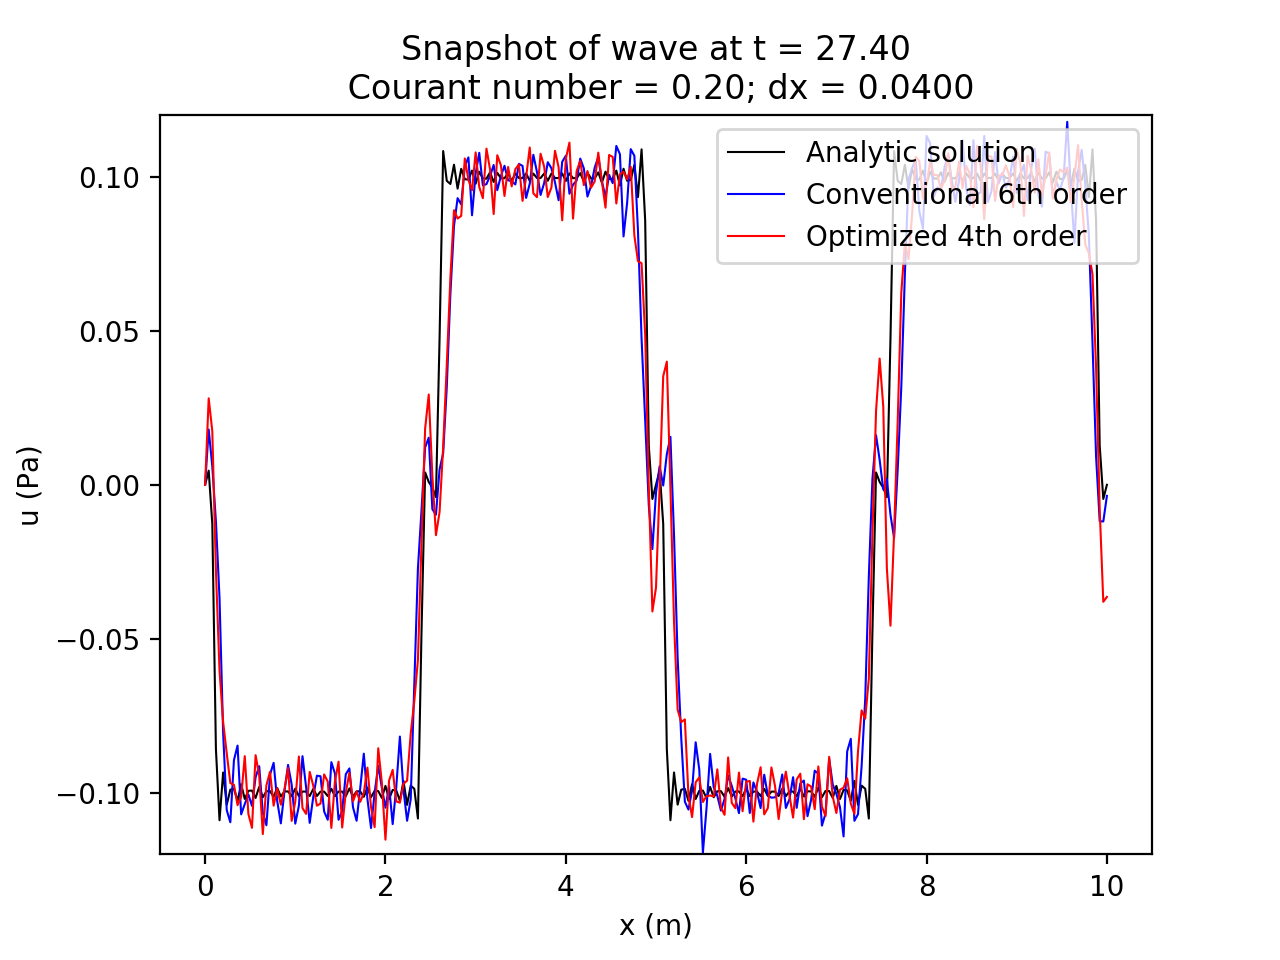 Snapshot of wave at t = 27.40
Courant number = 0.20; dx = 0.0400
Analytic solution
Conventional 6th order
Optimized 4th order
u (Pa)
0.10
0.05
0.00
−0.05
−0.10
0 2 4 6 8 10
x (m)